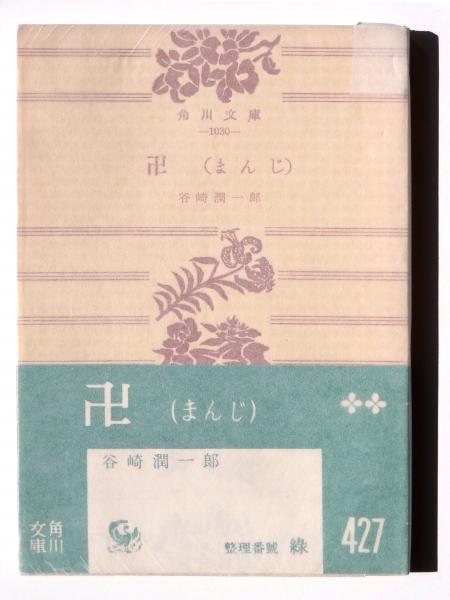 角川文庫
—1030—
卍 (まんじ)
谷崎潤一郎
卍 (まんじ)
谷崎潤一郎
角川
文庫
整理番號 綠
427